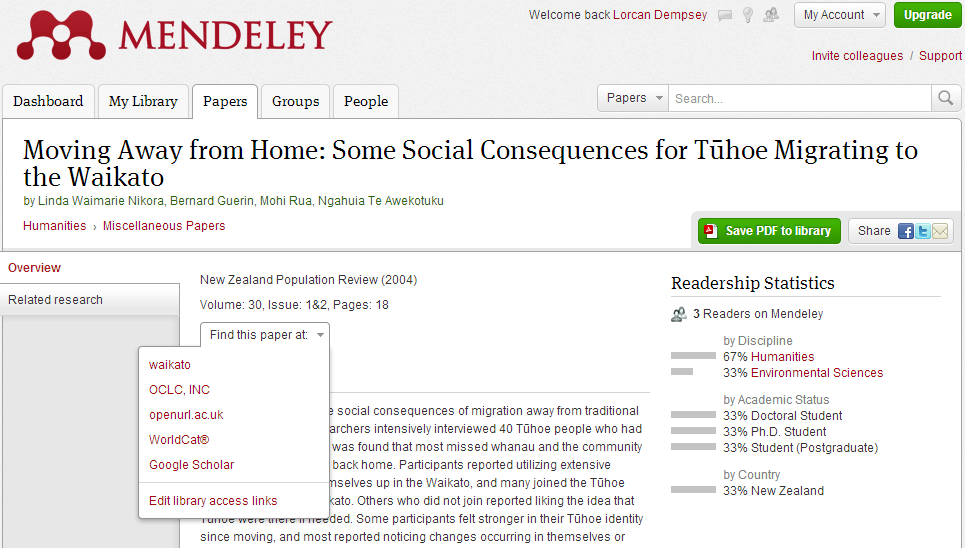 MENDELEY
Welcome back Lorcan Dempsey
My Account
Upgrade
Invite colleagues / Support
Dashboard
My Library
Papers
Groups
People
Papers
Search...
Moving Away from Home: Some Social Consequences for Tūhoe Migrating to
the Waikato
by Linda Waimarie Nikora, Bernard Guerin, Mohi Rua, Ngahuia Te Awekotuku
Humanities › Miscellaneous Papers
Save PDF to library
Share
Overview
Related research
New Zealand Population Review (2004)
Volume: 30, Issue: 1&2, Pages: 18
Find this paper at:
waikato
OCLC, INC
openurl.ac.uk
WorldCat®
Google Scholar
Edit library access links
e social consequences of migration away from traditional
archers intensively interviewed 40 Tūhoe people who had
was found that most missed whanau and the community
back home. Participants reported utilizing extensive
mselves up in the Waikato, and many joined the Tūhoe
kato. Others who did not join reported liking the idea that
Tūhoe were there if needed. Some participants felt stronger in their Tūhoe identity
since moving, and most reported noticing changes occurring in themselves or
Readership Statistics
3 Readers on Mendeley
by Discipline
67% Humanities
33% Environmental Sciences
by Academic Status
33% Doctoral Student
33% Ph.D. Student
33% Student (Postgraduate)
by Country
33% New Zealand